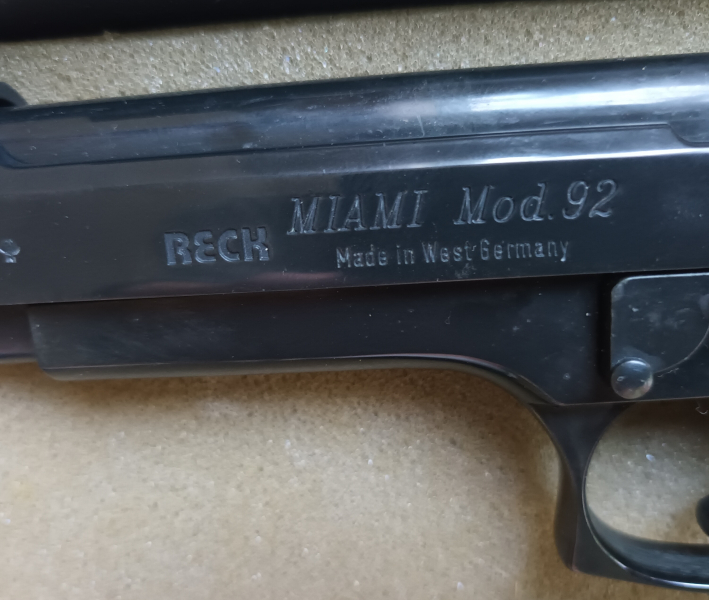 RECK MIAMI Mod. 92
Made in West Germany